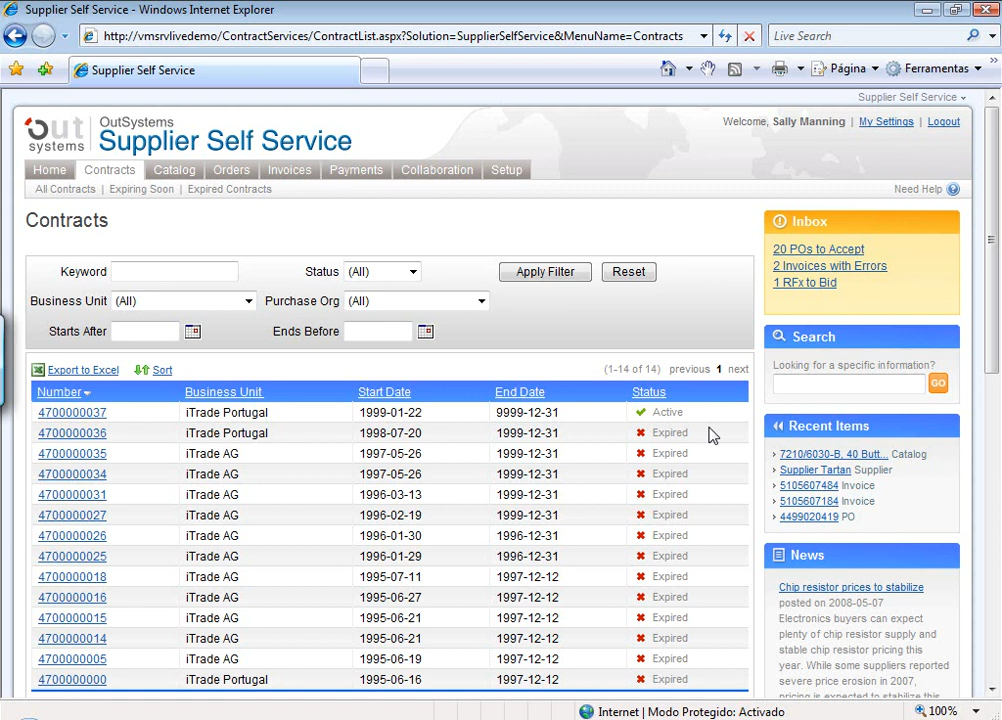 Supplier Self Service - Windows Internet Explorer
http://vmsrvlivedemo/ContractServices/ContractList.aspx?Solution=SupplierSelfService&MenuName=Contracts
Live Search
Supplier Self Service
Página
Ferramentas
Supplier Self Service
Out systems
OutSystems
Supplier Self Service
Welcome, Sally Manning | My Settings | Logout
Home Contracts Catalog Orders Invoices Payments Collaboration Setup
All Contracts | Expiring Soon | Expired Contracts
Need Help ?
Contracts
Keyword Status (All) Apply Filter Reset
Business Unit (All) Purchase Org (All)
Starts After Ends Before
Export to Excel Sort (1-14 of 14) previous 1 next
Number Business Unit Start Date End Date Status
4700000037 iTrade Portugal 1999-01-22 9999-12-31 Active
4700000036 iTrade Portugal 1998-07-20 1999-12-31 Expired
4700000035 iTrade AG 1997-05-26 1999-12-31 Expired
4700000034 iTrade AG 1997-05-26 1999-12-31 Expired
4700000031 iTrade AG 1996-03-13 1999-12-31 Expired
4700000027 iTrade AG 1996-02-19 1999-12-31 Expired
4700000026 iTrade AG 1996-01-30 1996-12-31 Expired
4700000025 iTrade AG 1996-01-29 1996-12-31 Expired
4700000018 iTrade AG 1995-07-11 1997-12-12 Expired
4700000016 iTrade AG 1995-06-27 1997-12-12 Expired
4700000015 iTrade AG 1995-06-21 1997-12-12 Expired
4700000014 iTrade AG 1995-06-21 1997-12-12 Expired
4700000005 iTrade AG 1995-06-19 1997-12-12 Expired
4700000000 iTrade Portugal 1995-06-16 1997-12-12 Expired
Inbox
20 POs to Accept
2 Invoices with Errors
1 RFx to Bid
Search
Looking for a specific information?
GO
Recent Items
7210/6030-B, 40 Butt... Catalog
Supplier Tartan Supplier
5105607484 Invoice
5105607184 Invoice
4499020419 PO
News
Chip resistor prices to stabilize
posted on 2008-05-07
Electronics buyers can expect
plenty of chip resistor supply and
stable chip resistor pricing this
year. While some suppliers reported
severe price erosion in 2007,
pricing is expected to stabilize this
Internet | Modo Protegido: Activado
100%